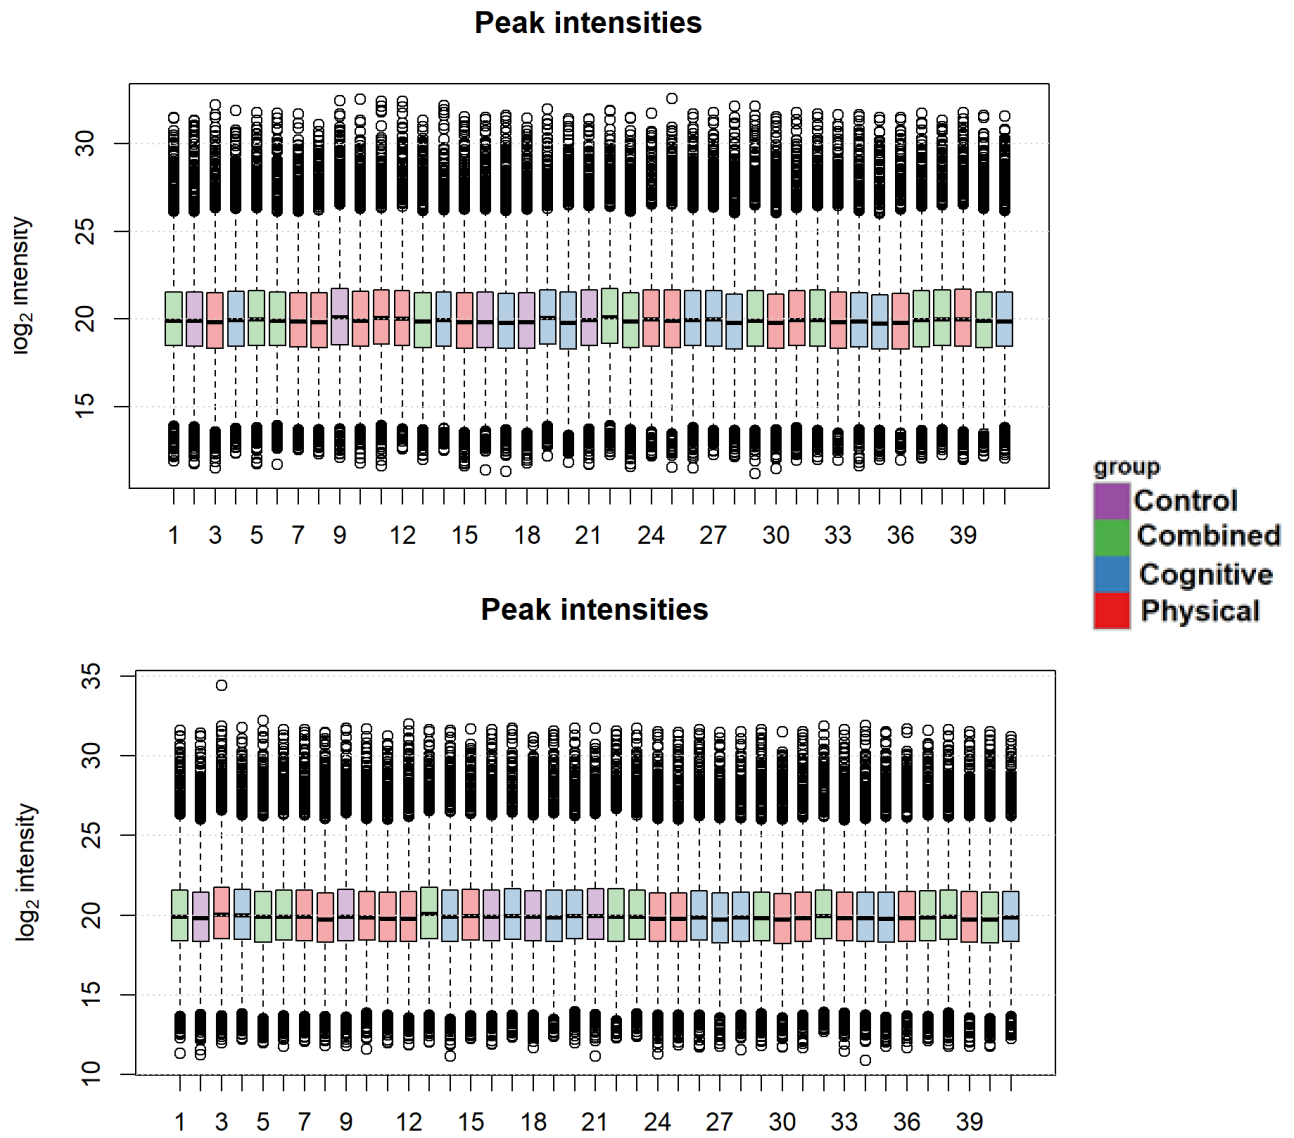 Peak intensities
log2 intensity
30
25
20
15
1 3 5 7 9 12 15 18 21 24 27 30 33 36 39
group
Control
Combined
Cognitive
Physical
Peak intensities
log2 intensity
35
30
25
20
15
10
1 3 5 7 9 12 15 18 21 24 27 30 33 36 39